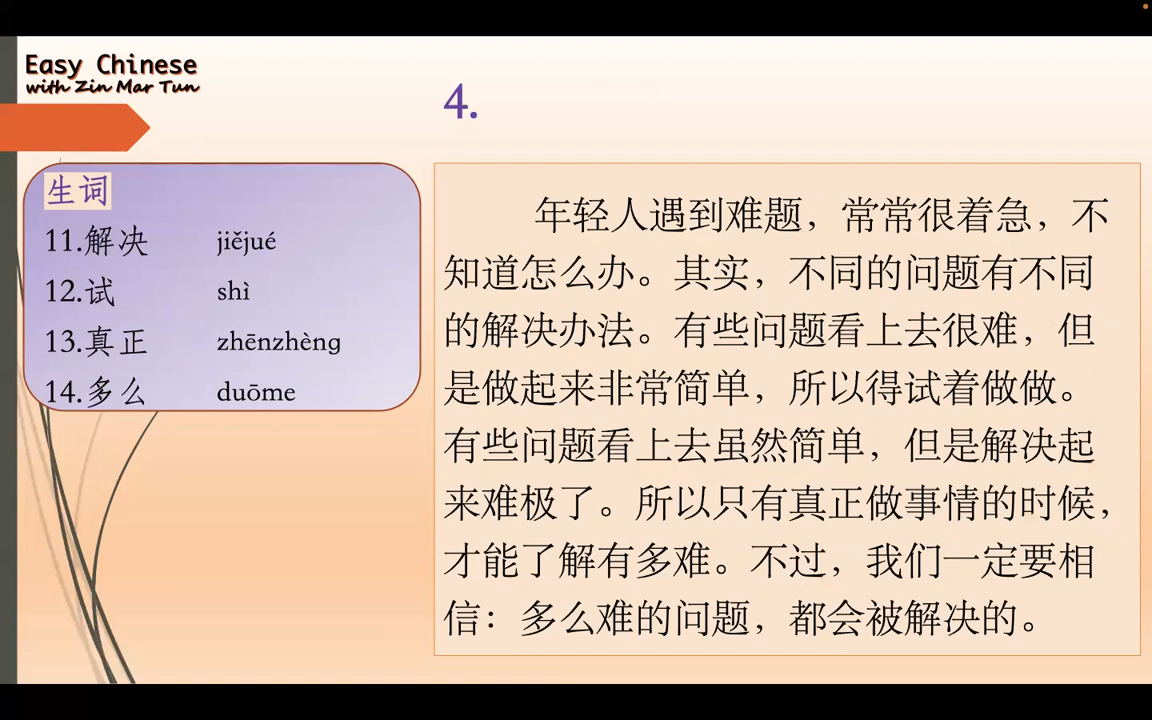 Easy Chinese
with Zin Mar Tun
4.
生词
11.解决 jiějué
12.试 shì
13.真正 zhēnzhèng
14.多么 duōme
年轻人遇到难题，常常很着急，不
知道怎么办。其实，不同的问题有不同
的解决办法。有些问题看上去很难，但
是做起来非常简单，所以得试着做做。
有些问题看上去虽然简单，但是解决起
来难极了。所以只有真正做事情的时候，
才能了解有多难。不过，我们一定要相
信：多么难的问题，都会被解决的。